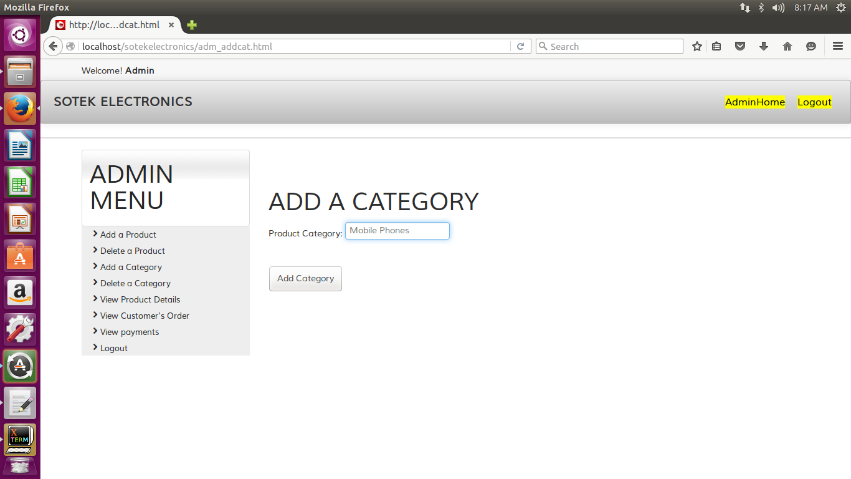 Mozilla Firefox
8:17 AM
http://loc...dcat.html
localhost/sotekelectronics/adm_addcat.html
Search
Welcome! Admin
SOTEK ELECTRONICS
AdminHome Logout
ADMIN
MENU
Add a Product
Delete a Product
Add a Category
Delete a Category
View Product Details
View Customer's Order
View payments
Logout
ADD A CATEGORY
Product Category: Mobile Phones
Add Category
X
TERM